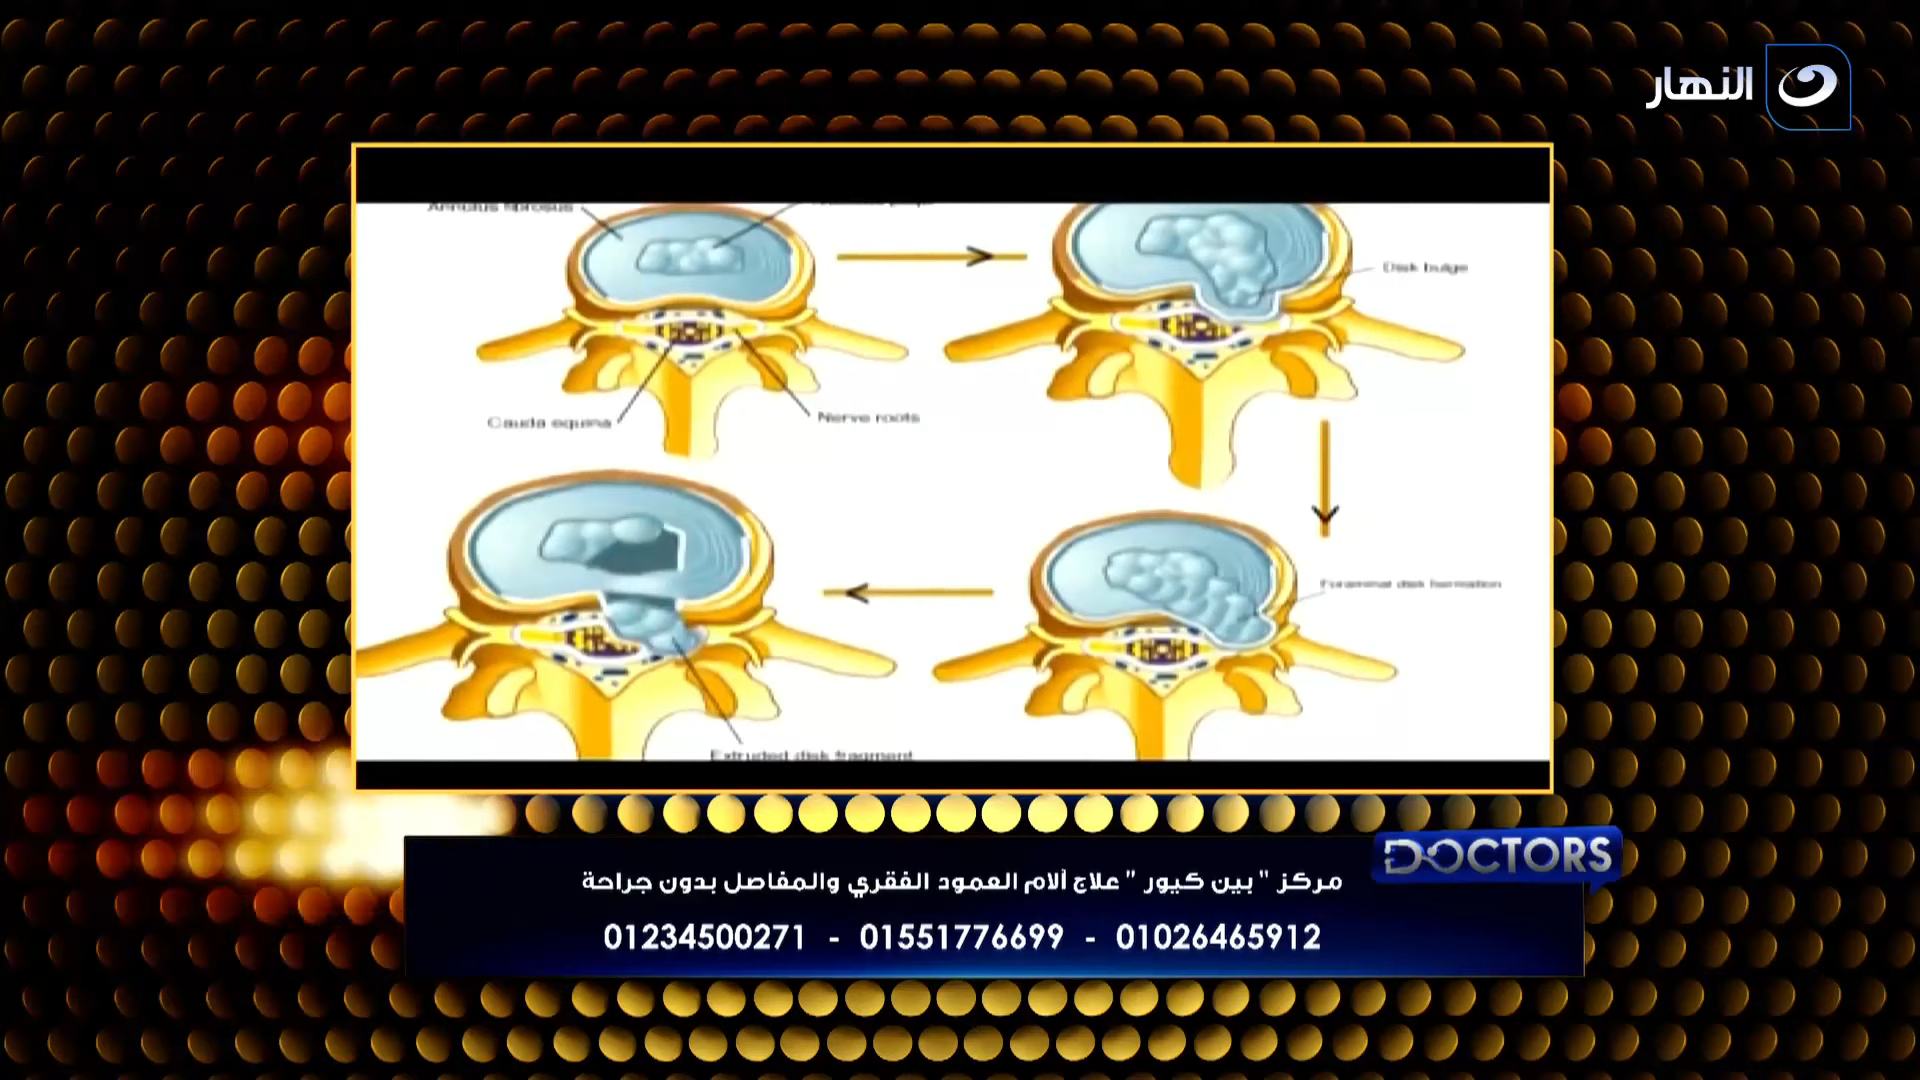 النهار
Annulus fibrosus
Disk bulge
Cauda equina
Nerve roots
Foraminal disk herniation
Extruded disk fragment
DOCTORS
مركز " بين كيور " علاج آلام العمود الفقري والمفاصل بدون جراحة
01234500271 - 01551776699 - 01026465912